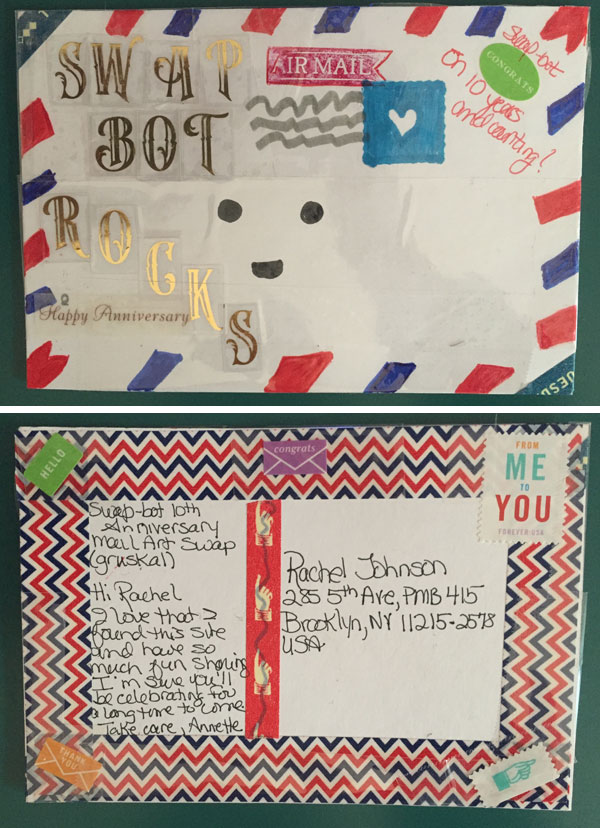 SWAP
BOT
ROCKS
AIR MAIL
CONGRATS
Swap-bot
on 10 years
and counting!
Happy Anniversary
HELLO
congrats
FROM
ME
TO
YOU
FOREVER USA
Swap-bot 10th
Anniversary
Mail Art Swap
(gruskal)
Hi Rachel
I love that I
found this site
and have so
much fun sharing
I'm sure you'll
be celebrating for
a long time to come
Take care, Annette
Rachel Johnson
285 5th Ave, PMB 415
Brooklyn, NY 11215-2578
USA
THANK
YOU